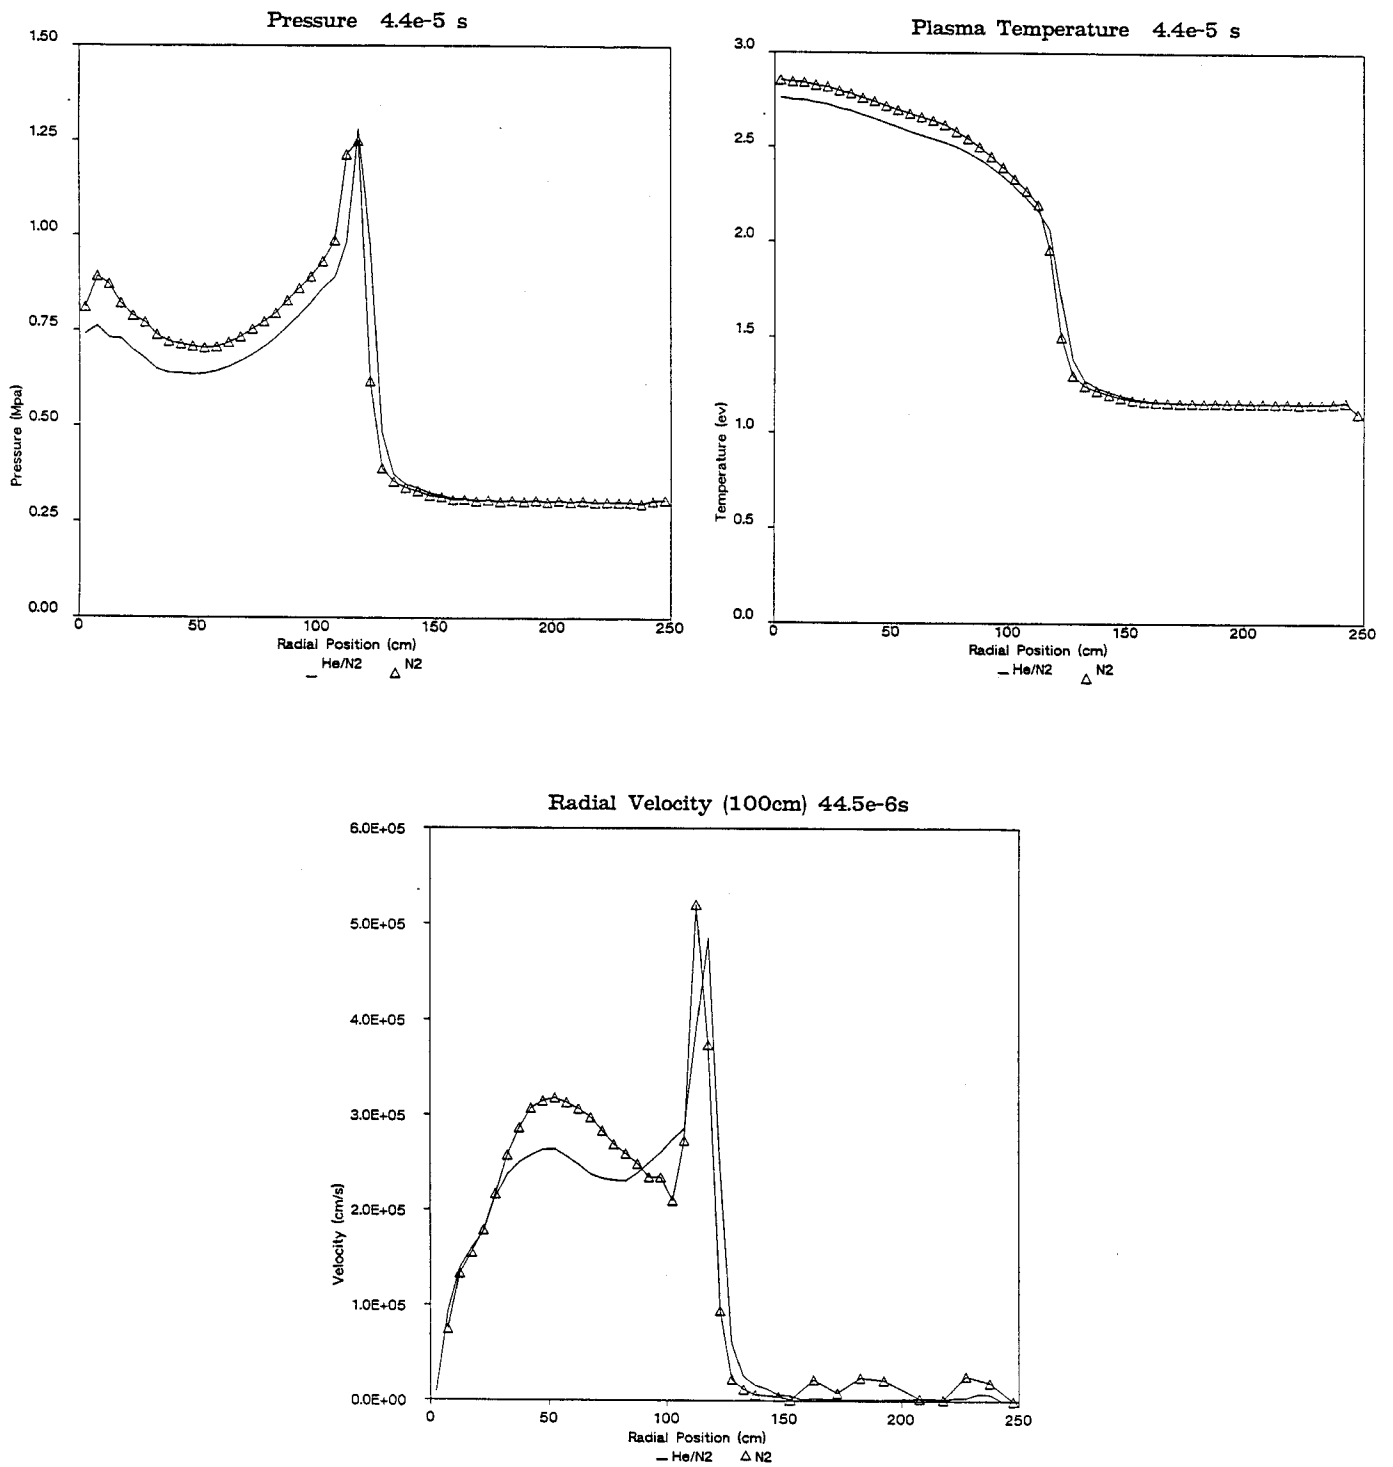 Pressure 4.4e-5 s
1.50
1.25
1.00
0.75
0.50
0.25
0.00
Pressure (Mpa)
0 50 100 150 200 250
Radial Position (cm)
He/N2 N2
Plasma Temperature 4.4e-5 s
3.0
2.5
2.0
1.5
1.0
0.5
0.0
Temperature (ev)
0 50 100 150 200 250
Radial Position (cm)
He/N2 N2
Radial Velocity (100cm) 44.5e-6s
6.0E+05
5.0E+05
4.0E+05
3.0E+05
2.0E+05
1.0E+05
0.0E+00
Velocity (cm/s)
0 50 100 150 200 250
Radial Position (cm)
He/N2 N2